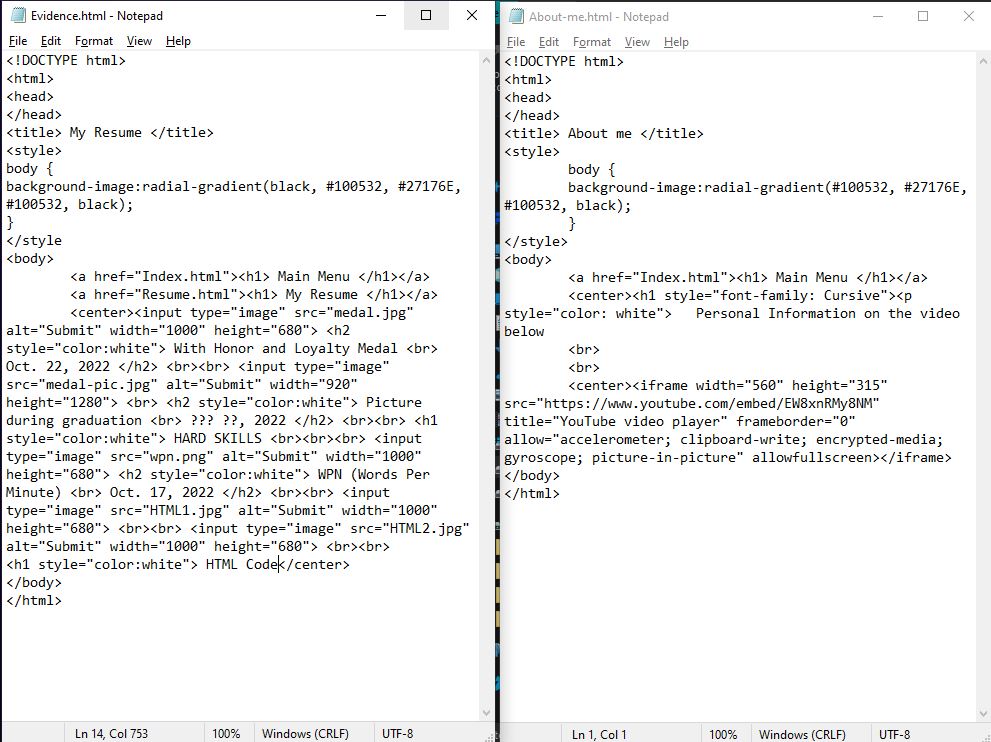 Evidence.html - Notepad
File Edit Format View Help
<!DOCTYPE html>
<html>
<head>
</head>
<title> My Resume </title>
<style>
body {
background-image:radial-gradient(black, #100532, #27176E,
#100532, black);
}
</style
<body>
<a href="Index.html"><h1> Main Menu </h1></a>
<a href="Resume.html"><h1> My Resume </h1></a>
<center><input type="image" src="medal.jpg"
alt="Submit" width="1000" height="680"> <h2
style="color:white"> With Honor and Loyalty Medal <br>
Oct. 22, 2022 </h2> <br><br> <input type="image"
src="medal-pic.jpg" alt="Submit" width="920"
height="1280"> <br> <h2 style="color:white"> Picture
during graduation <br> ??? ??, 2022 </h2> <br><br> <h1
style="color:white"> HARD SKILLS <br><br><br> <input
type="image" src="wpn.png" alt="Submit" width="1000"
height="680"> <h2 style="color:white"> WPN (Words Per
Minute) <br> Oct. 17, 2022 </h2> <br><br> <input
type="image" src="HTML1.jpg" alt="Submit" width="1000"
height="680"> <br><br> <input type="image" src="HTML2.jpg"
alt="Submit" width="1000" height="680"> <br><br>
<h1 style="color:white"> HTML Code</center>
</body>
</html>
Ln 14, Col 753 100% Windows (CRLF) UTF-8
About-me.html - Notepad
File Edit Format View Help
<!DOCTYPE html>
<html>
<head>
</head>
<title> About me </title>
<style>
body {
background-image:radial-gradient(#100532, #27176E,
#100532, black);
}
</style>
<body>
<a href="Index.html"><h1> Main Menu </h1></a>
<center><h1 style="font-family: Cursive"><p
style="color: white"> Personal Information on the video
below
<br>
<br>
<center><iframe width="560" height="315"
src="https://www.youtube.com/embed/EW8xnRMy8NM"
title="YouTube video player" frameborder="0"
allow="accelerometer; clipboard-write; encrypted-media;
gyroscope; picture-in-picture" allowfullscreen></iframe>
</body>
</html>
Ln 1, Col 1 100% Windows (CRLF) UTF-8